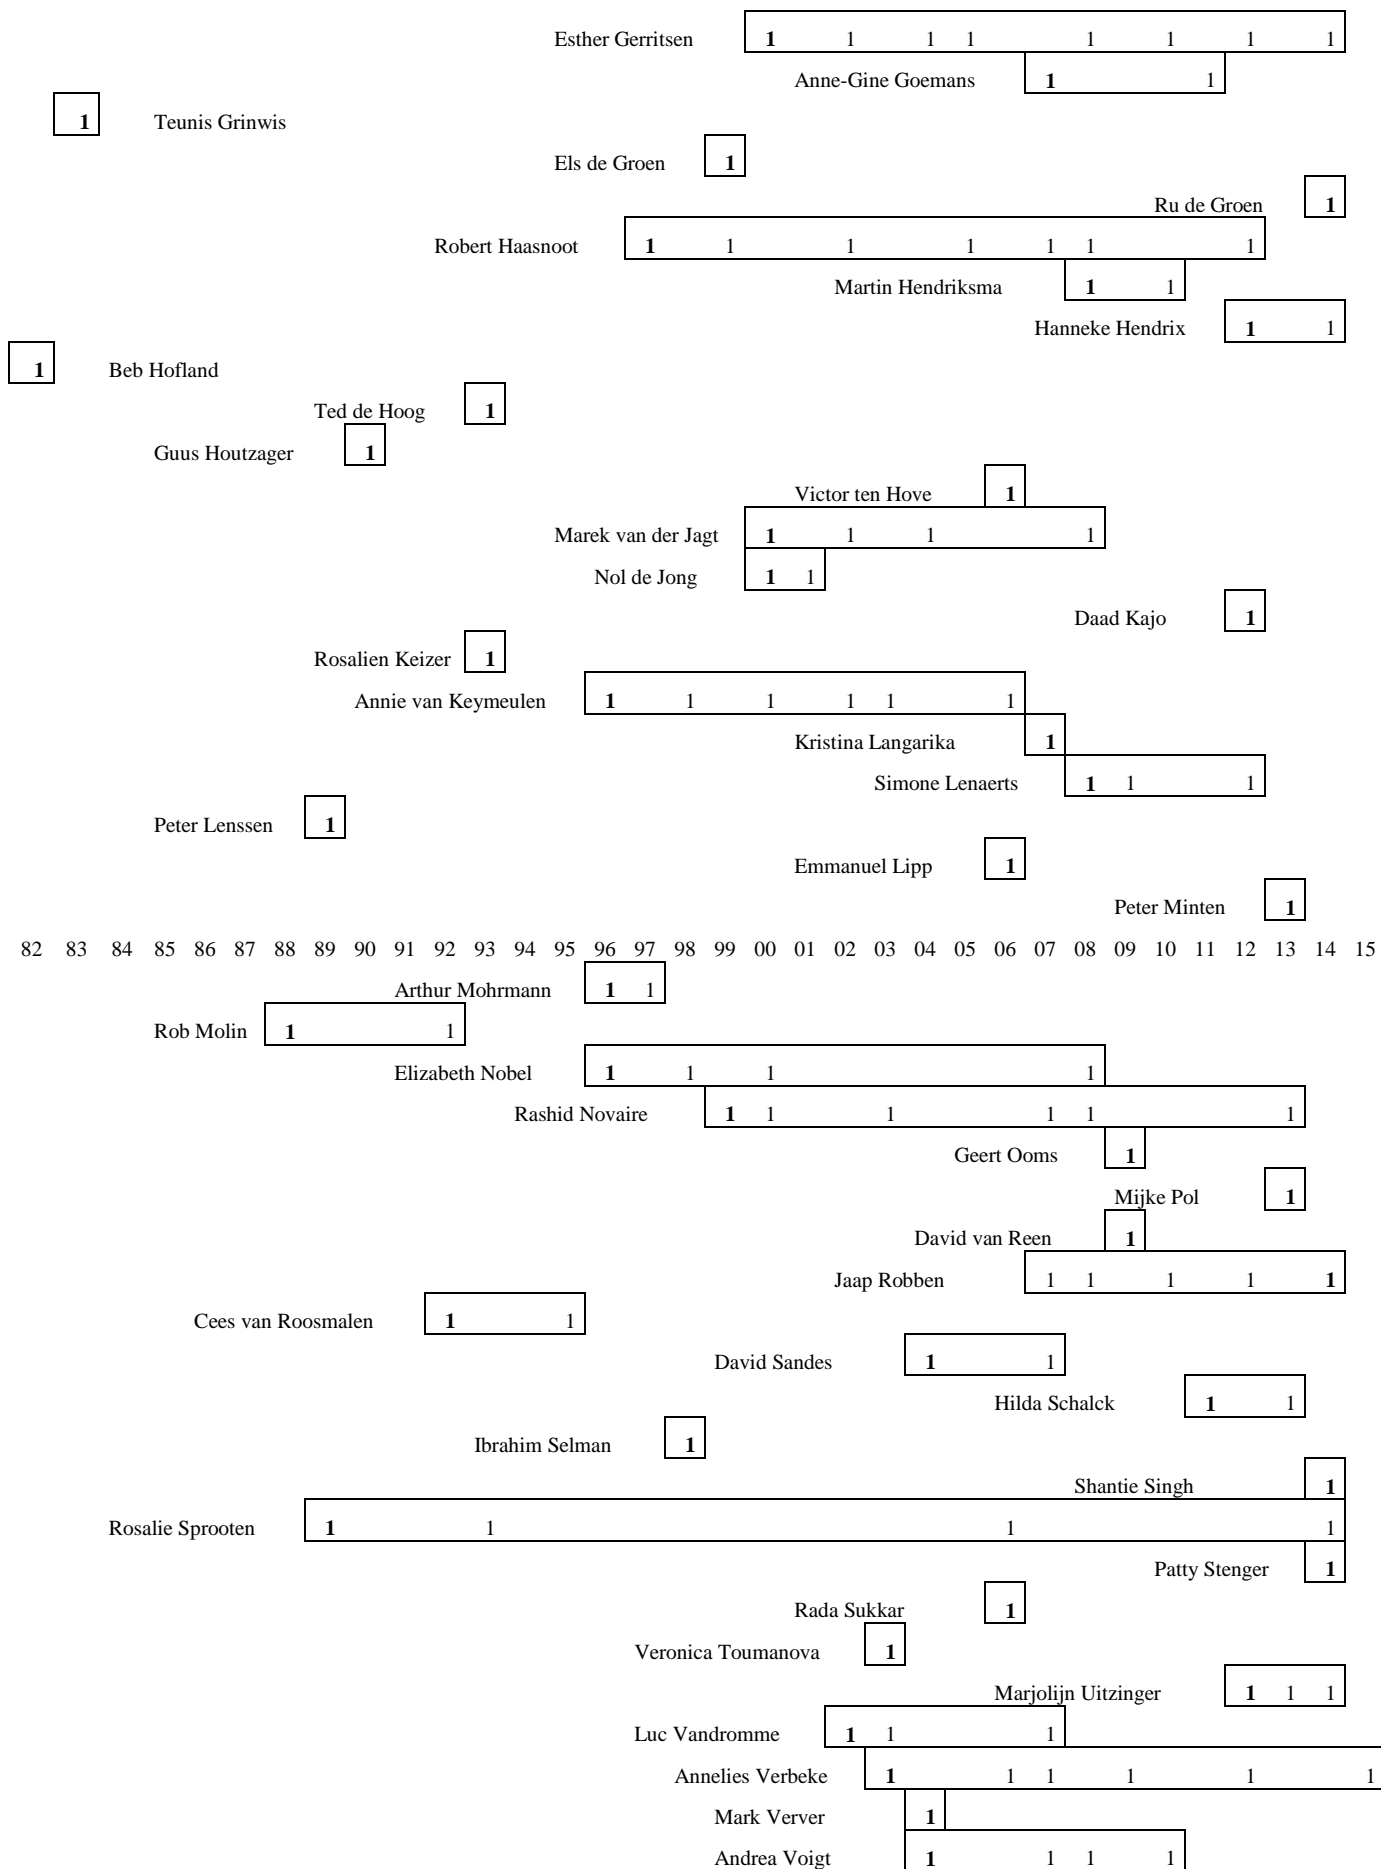 Esther Gerritsen 1 1 1 1 1 1 1 1
Anne-Gine Goemans 1 1
1 Teunis Grinwis
Els de Groen 1
Ru de Groen 1
Robert Haasnoot 1 1 1 1 1 1 1
Martin Hendriksma 1 1
Hanneke Hendrix 1 1
1 Beb Hofland
Ted de Hoog 1
Guus Houtzager 1
Victor ten Hove 1
Marek van der Jagt 1 1 1 1
Nol de Jong 1 1
Daad Kajo 1
Rosalien Keizer 1
Annie van Keymeulen 1 1 1 1 1 1
Kristina Langarika 1
Simone Lenaerts 1 1 1
Peter Lenssen 1
Emmanuel Lipp 1
Peter Minten 1
82 83 84 85 86 87 88 89 90 91 92 93 94 95 96 97 98 99 00 01 02 03 04 05 06 07 08 09 10 11 12 13 14 15
Arthur Mohrmann 1 1
Rob Molin 1 1
Elizabeth Nobel 1 1 1 1
Rashid Novaire 1 1 1 1 1 1
Geert Ooms 1
Mijke Pol 1
David van Reen 1
Jaap Robben 1 1 1 1 1
Cees van Roosmalen 1 1
David Sandes 1 1
Hilda Schalck 1 1
Ibrahim Selman 1
Shantie Singh 1
Rosalie Sprooten 1 1 1 1
Patty Stenger 1
Rada Sukkar 1
Veronica Toumanova 1
Marjolijn Uitzinger 1 1 1
Luc Vandromme 1 1 1
Annelies Verbeke 1 1 1 1 1 1
Mark Verver 1
Andrea Voigt 1 1 1 1